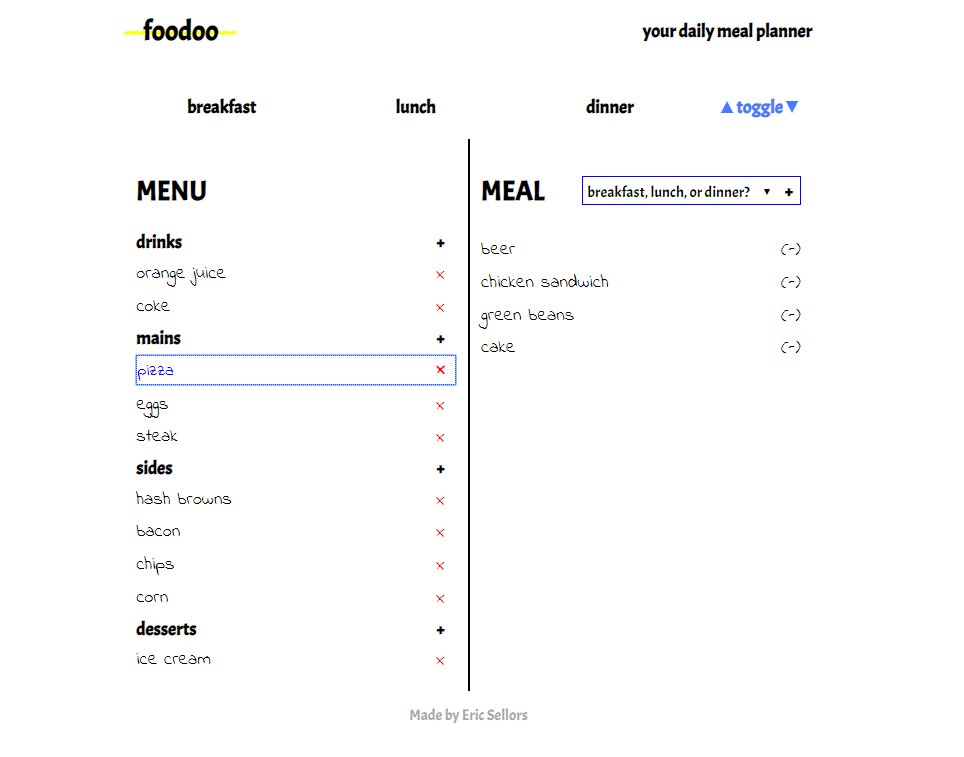 foodoo
your daily meal planner
breakfast lunch dinner ▲ toggle ▼
MENU
drinks +
orange juice ×
coke ×
mains +
pizza ×
eggs ×
steak ×
sides +
hash browns ×
bacon ×
chips ×
corn ×
desserts +
ice cream ×
MEAL
breakfast, lunch, or dinner? ▼ +
beer (-)
chicken sandwich (-)
green beans (-)
cake (-)
Made by Eric Sellors